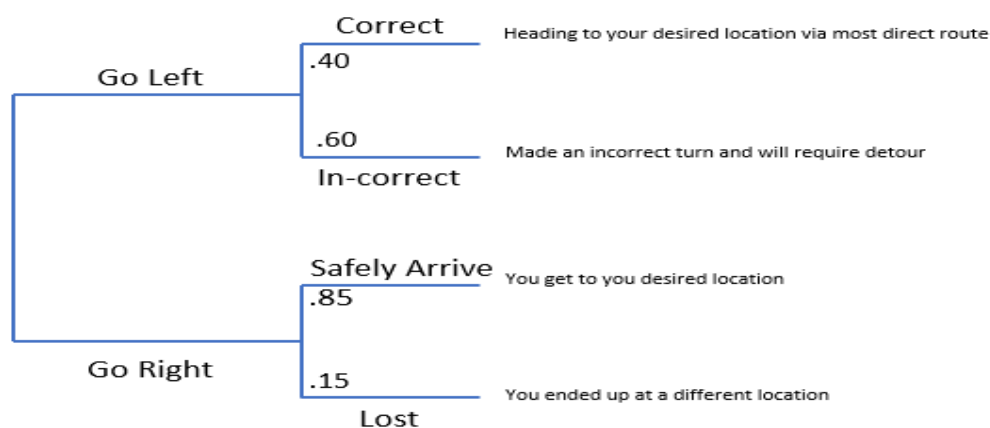 Correct
Heading to your desired location via most direct route
.40
Go Left
.60
Made an incorrect turn and will require detour
In-correct
Safely Arrive
You get to you desired location
.85
Go Right
.15
You ended up at a different location
Lost